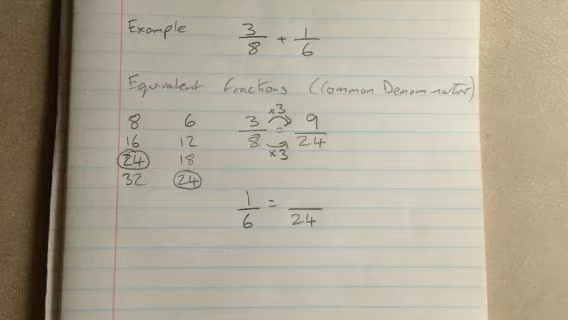 Example 3/8 + 1/6
Equivalent Fractions (Common Denominator)
8 6 3/8 = 9/24 ×3 ×3
16 12
24 18
32 24
1/6 = /24